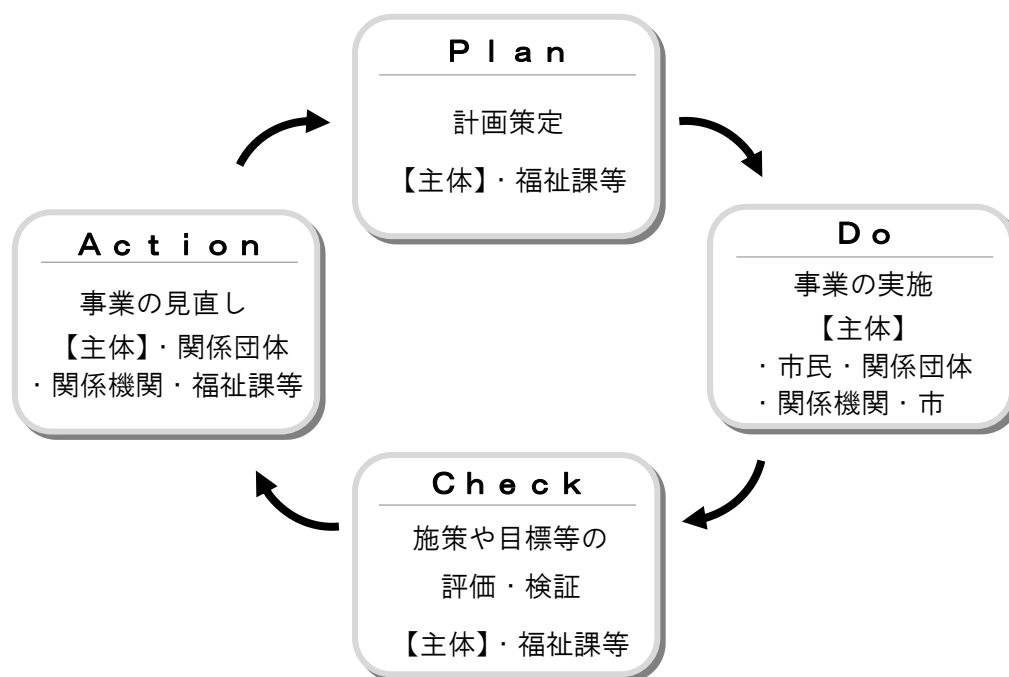 Ｐｌａｎ
計画策定
【主体】・福祉課等
Ｄｏ
事業の実施
【主体】
・市民・関係団体
・関係機関・市
Ｃｈｅｃｋ
施策や目標等の
評価・検証
【主体】・福祉課等
Ａｃｔｉｏｎ
事業の見直し
【主体】・関係団体
・関係機関・福祉課等